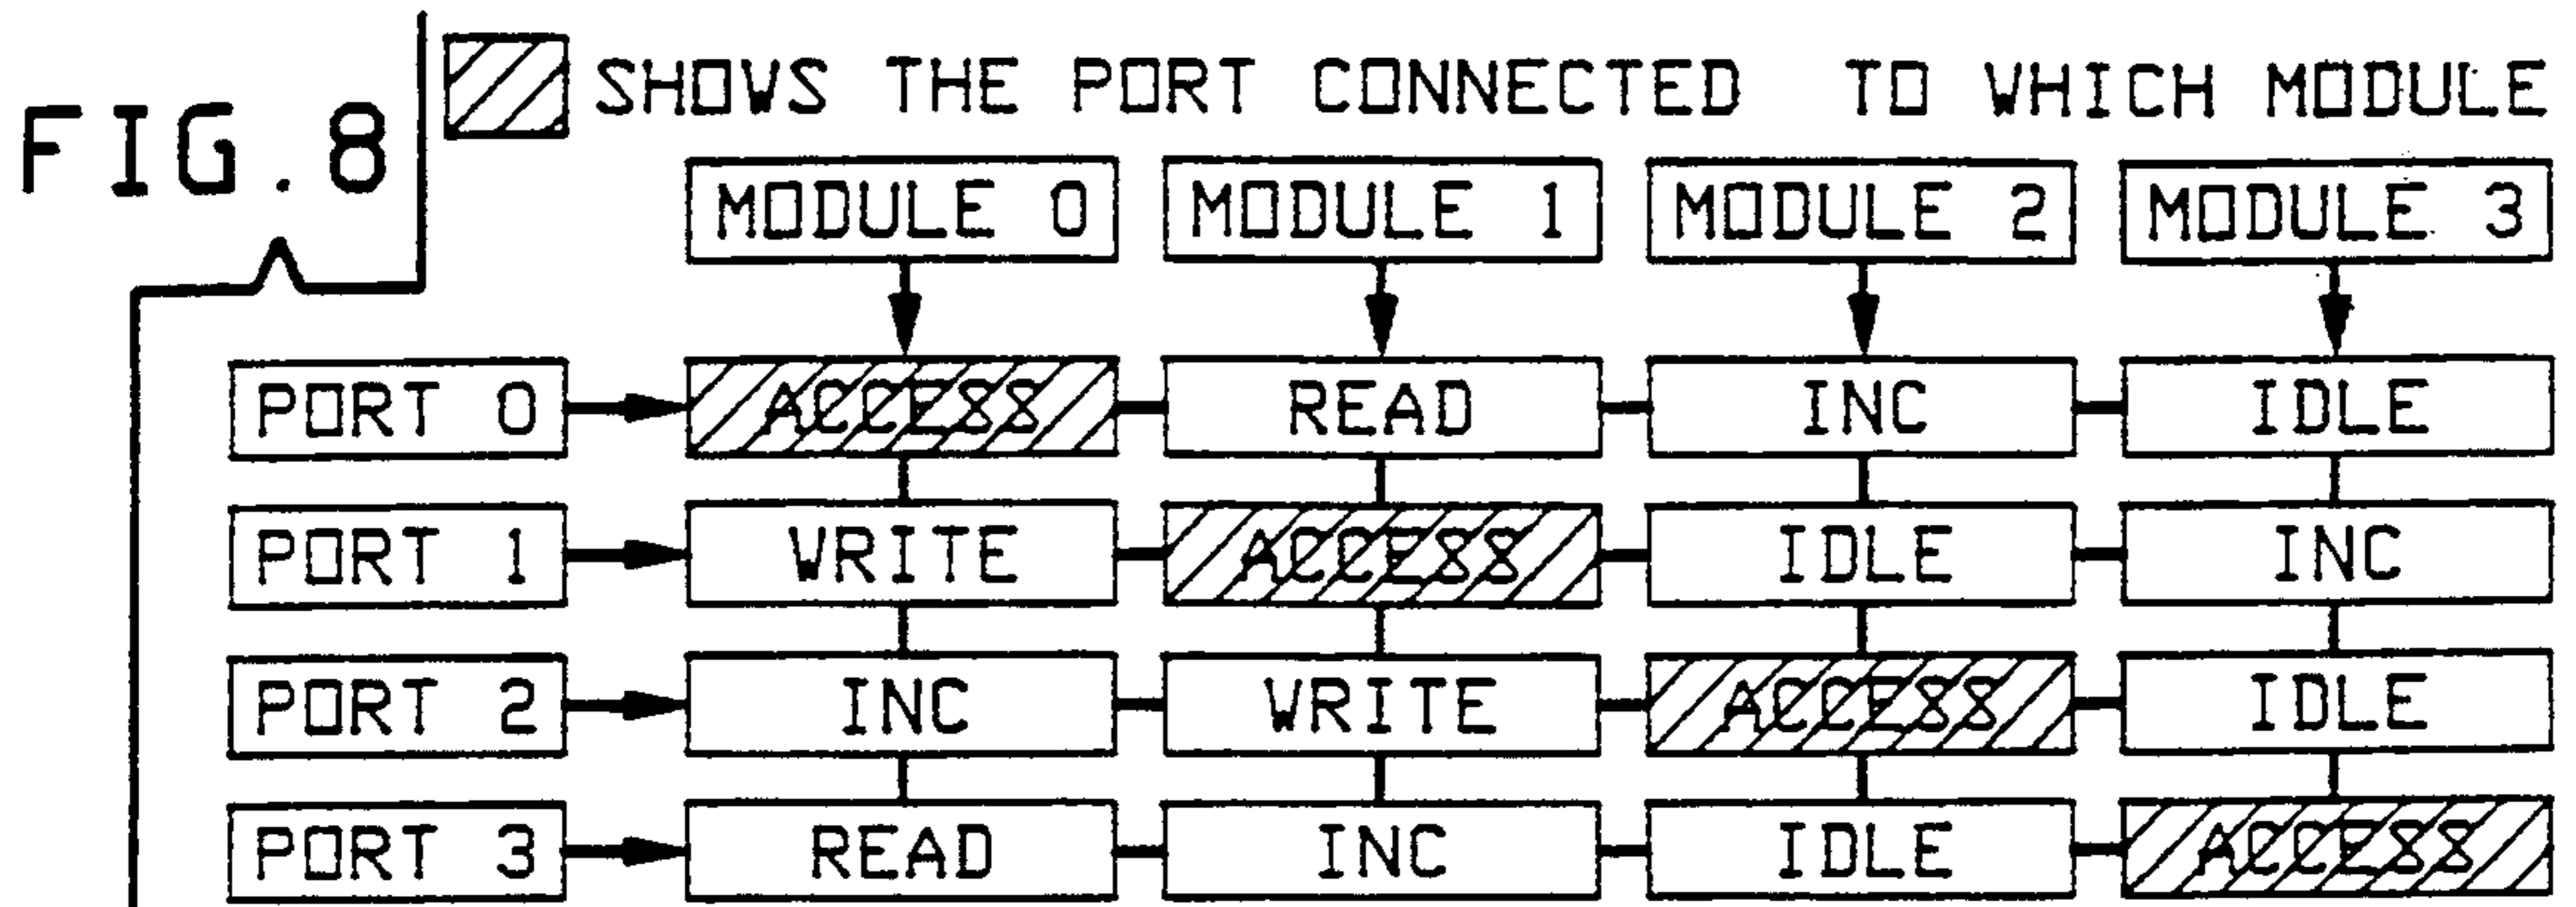 FIG.8
SHOWS THE PORT CONNECTED TO WHICH MODULE
MODULE 0 MODULE 1 MODULE 2 MODULE 3
PORT 0 ACCESS READ INC IDLE
PORT 1 WRITE ACCESS IDLE INC
PORT 2 INC WRITE ACCESS IDLE
PORT 3 READ INC IDLE ACCESS